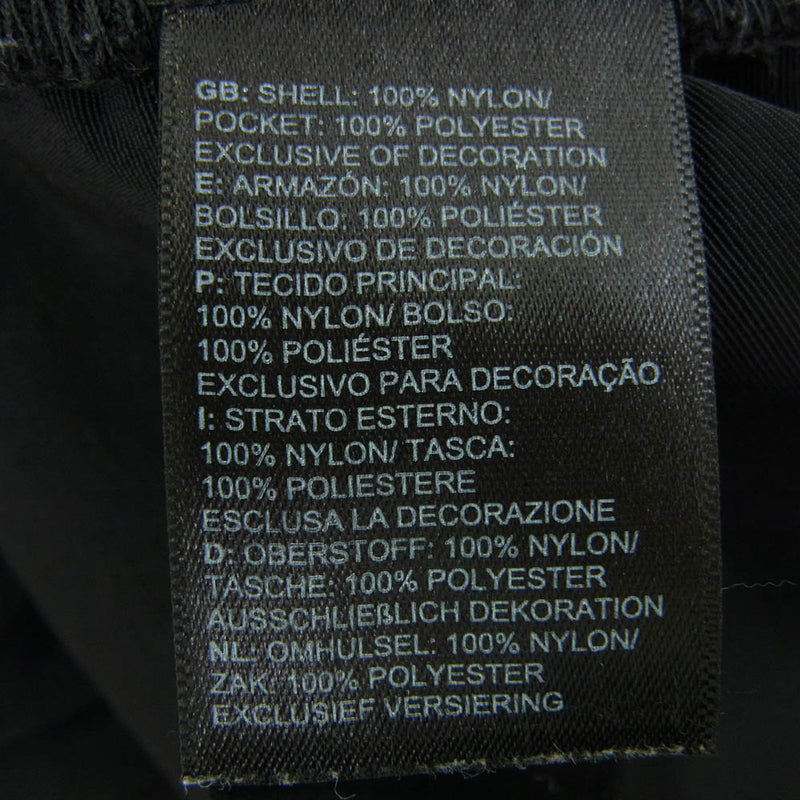 GB: SHELL: 100% NYLON/
POCKET: 100% POLYESTER
EXCLUSIVE OF DECORATION
E: ARMAZÓN: 100% NYLON/
BOLSILLO: 100% POLIÉSTER
EXCLUSIVO DE DECORACIÓN
P: TECIDO PRINCIPAL:
100% NYLON/ BOLSO:
100% POLIÉSTER
EXCLUSIVO PARA DECORAÇÃO
I: STRATO ESTERNO:
100% NYLON/ TASCA:
100% POLIESTERE
ESCLUSA LA DECORAZIONE
D: OBERSTOFF: 100% NYLON/
TASCHE: 100% POLYESTER
AUSSCHLIEßLICH DEKORATION
NL: OMHULSEL: 100% NYLON/
ZAK: 100% POLYESTER
EXCLUSIEF VERSIERING